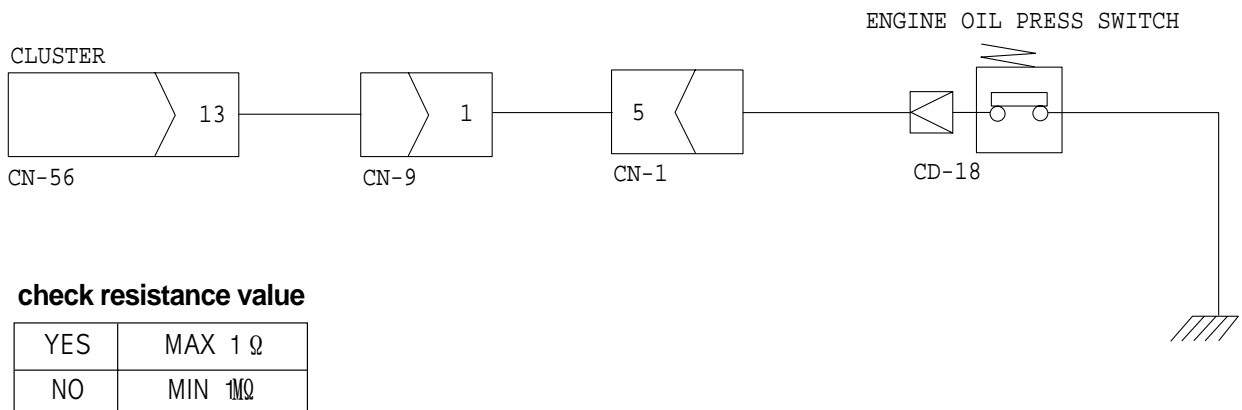 ENGINE OIL PRESS SWITCH
CLUSTER
13
1
5
CN-56
CN-9
CN-1
CD-18
check resistance value
YES MAX 1 Ω
NO MIN 1MΩ